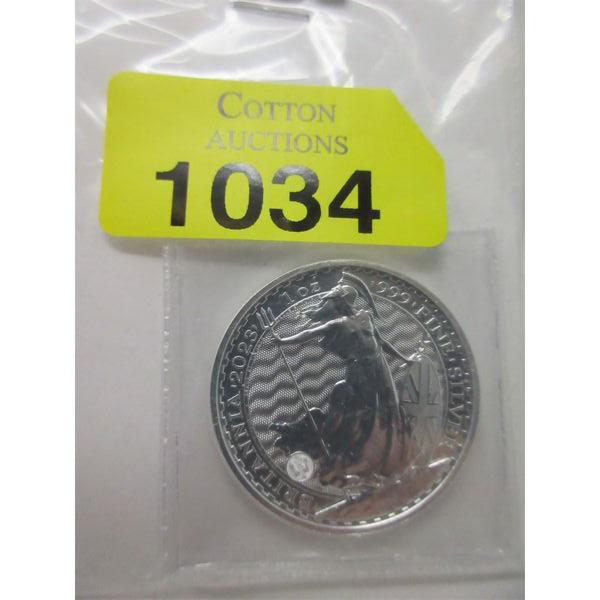 COTTON
AUCTIONS
1034
BRITANNIA 2023 1 oz 999 FINE SILVER